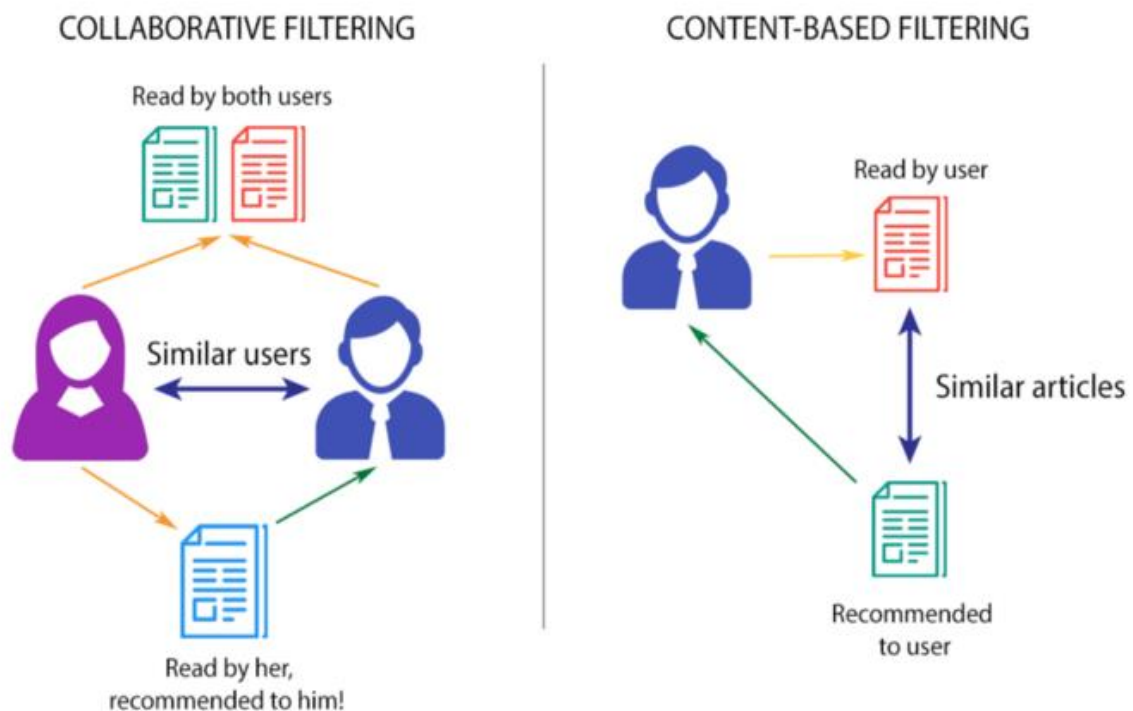 COLLABORATIVE FILTERING
Read by both users
Similar users
Read by her,
recommended to him!
CONTENT-BASED FILTERING
Read by user
Similar articles
Recommended
to user